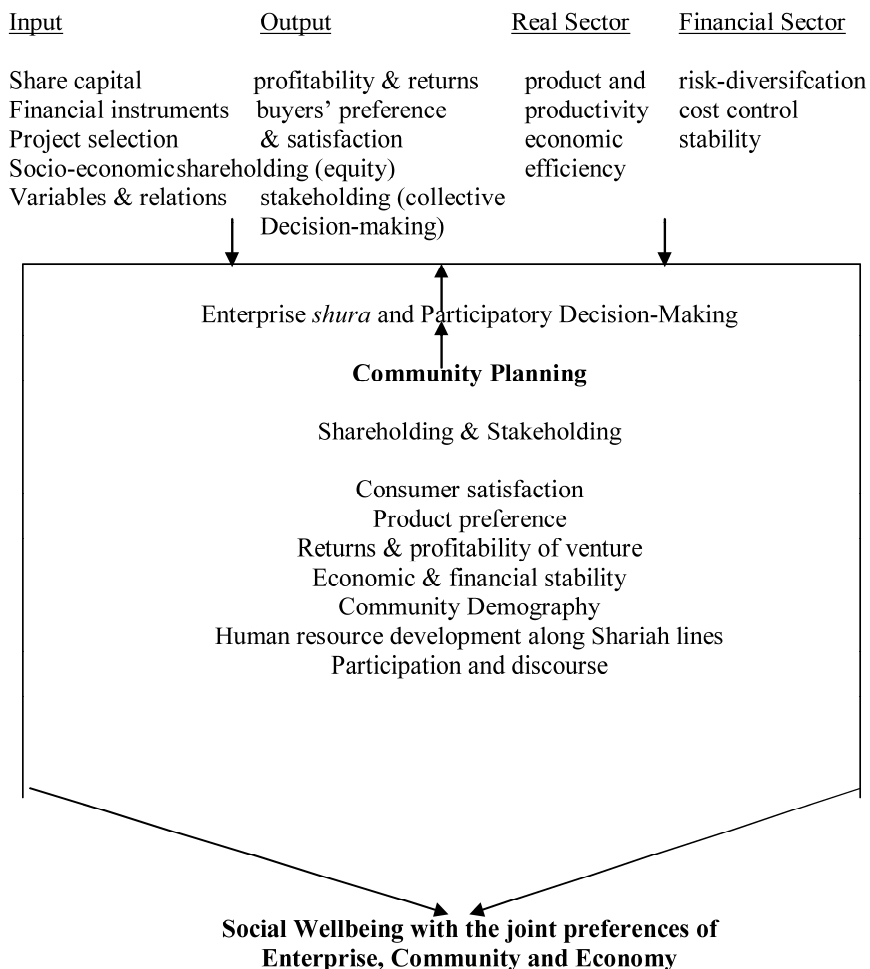 Input Output Real Sector Financial Sector
Share capital profitability & returns product and risk-diversifcation
Financial instruments buyers’ preference productivity cost control
Project selection & satisfaction economic stability
Socio-economicshareholding (equity) efficiency
Variables & relations stakeholding (collective
Decision-making)
Enterprise shura and Participatory Decision-Making
Community Planning
Shareholding & Stakeholding
Consumer satisfaction
Product preference
Returns & profitability of venture
Economic & financial stability
Community Demography
Human resource development along Shariah lines
Participation and discourse
Social Wellbeing with the joint preferences of
Enterprise, Community and Economy